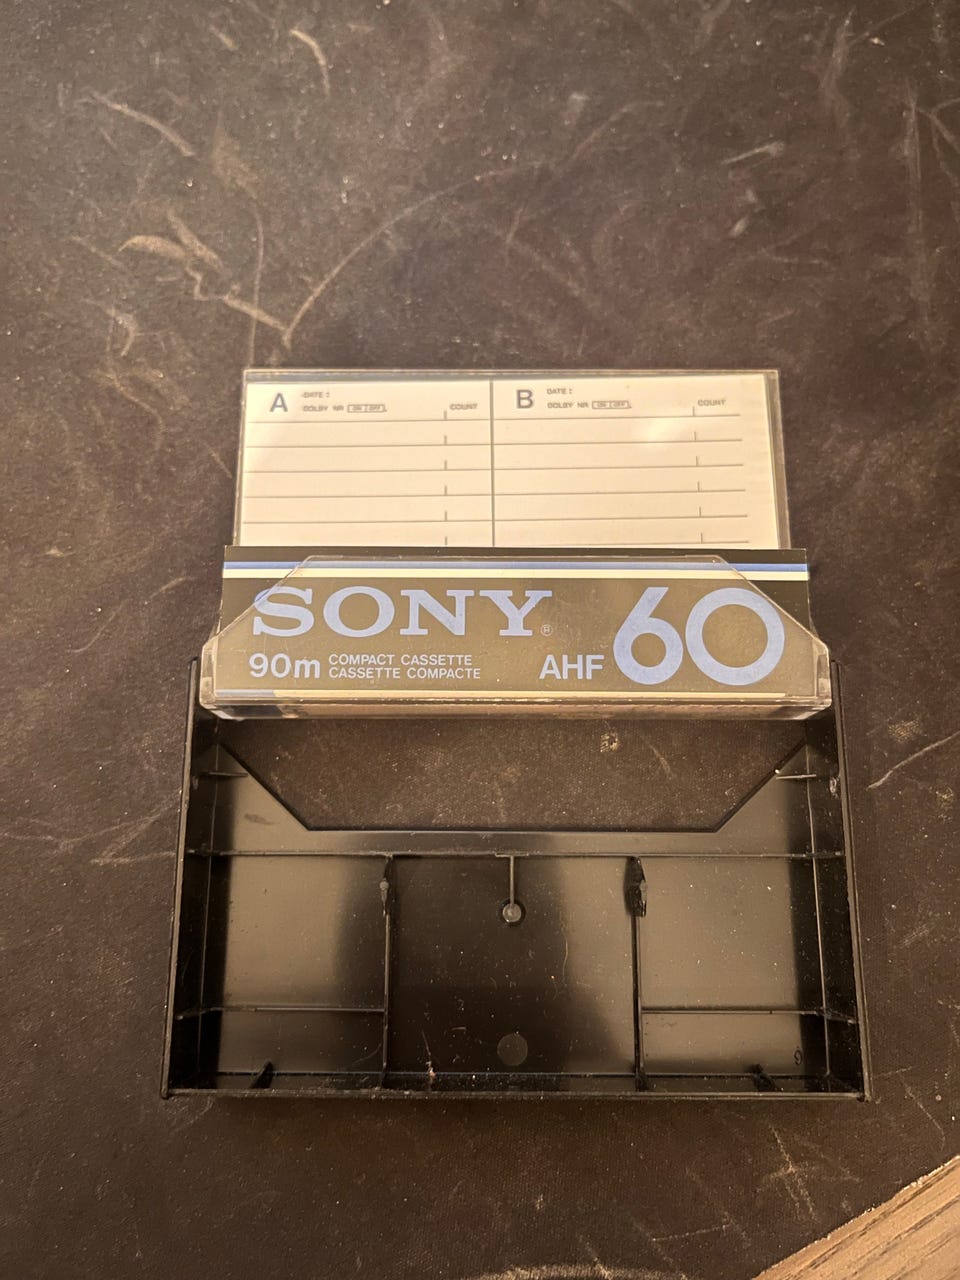 A DATE :
DOLBY NR ON OFF COUNT
B DATE :
DOLBY NR ON OFF COUNT
SONY®
90m COMPACT CASSETTE
CASSETTE COMPACTE
AHF 60